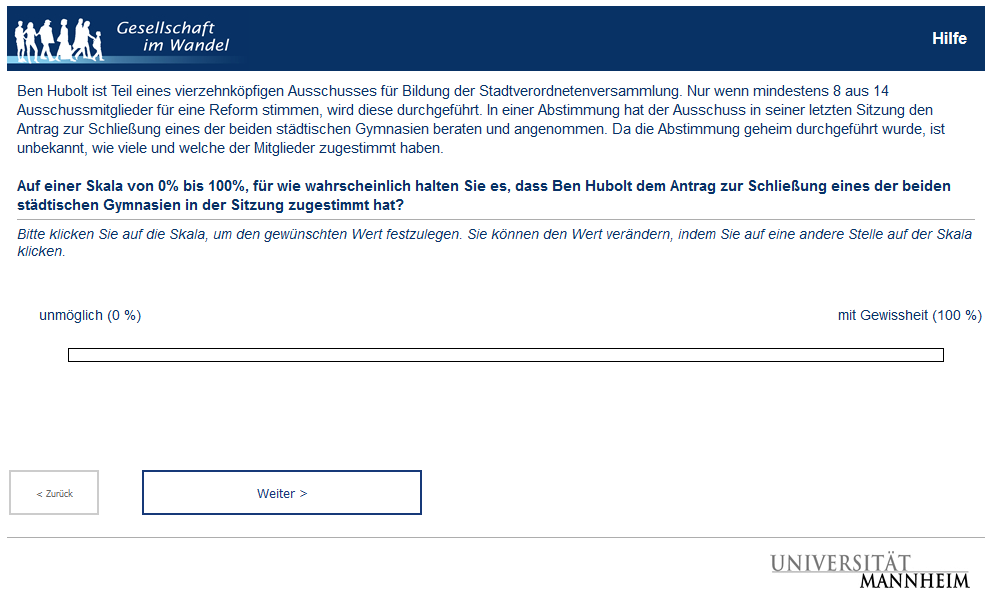 Gesellschaft
im Wandel
Hilfe
Ben Hubolt ist Teil eines vierzehnköpfigen Ausschusses für Bildung der Stadtverordnetenversammlung. Nur wenn mindestens 8 aus 14
Ausschussmitglieder für eine Reform stimmen, wird diese durchgeführt. In einer Abstimmung hat der Ausschuss in seiner letzten Sitzung den
Antrag zur Schließung eines der beiden städtischen Gymnasien beraten und angenommen. Da die Abstimmung geheim durchgeführt wurde, ist
unbekannt, wie viele und welche der Mitglieder zugestimmt haben.
Auf einer Skala von 0% bis 100%, für wie wahrscheinlich halten Sie es, dass Ben Hubolt dem Antrag zur Schließung eines der beiden
städtischen Gymnasien in der Sitzung zugestimmt hat?
Bitte klicken Sie auf die Skala, um den gewünschten Wert festzulegen. Sie können den Wert verändern, indem Sie auf eine andere Stelle auf der Skala
klicken.
unmöglich (0 %)
mit Gewissheit (100 %)
< Zurück
Weiter >
UNIVERSITÄT
MANNHEIM